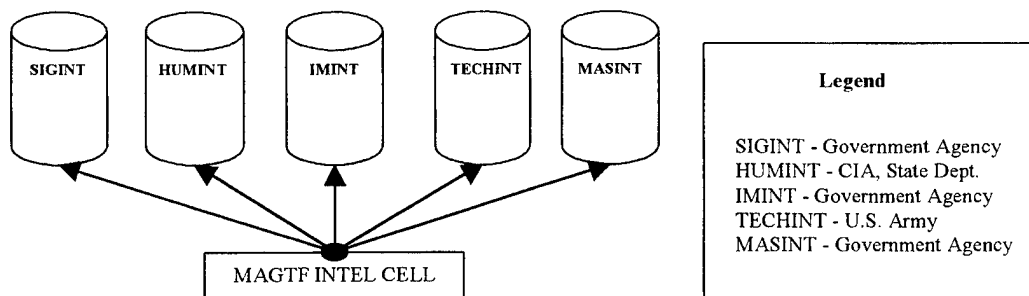 SIGINT
HUMINT
IMINT
TECHINT
MASINT
MAGTF INTEL CELL
Legend
SIGINT - Government Agency
HUMINT - CIA, State Dept.
IMINT - Government Agency
TECHINT - U.S. Army
MASINT - Government Agency